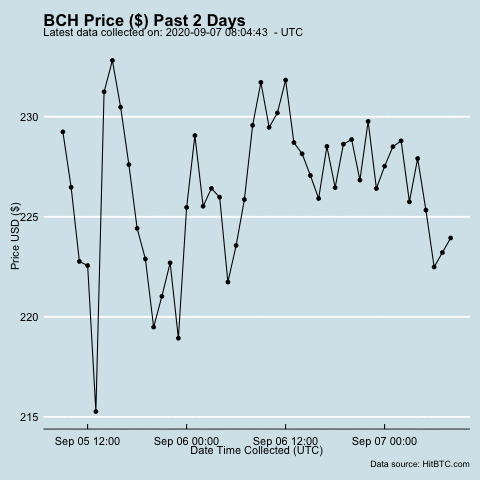 BCH Price ($) Past 2 Days
Latest data collected on: 2020-09-07 08:04:43  - UTC
230
225
220
215
Price USD ($)
Sep 05 12:00 Sep 06 00:00 Sep 06 12:00 Sep 07 00:00
Date Time Collected (UTC)
Data source: HitBTC.com